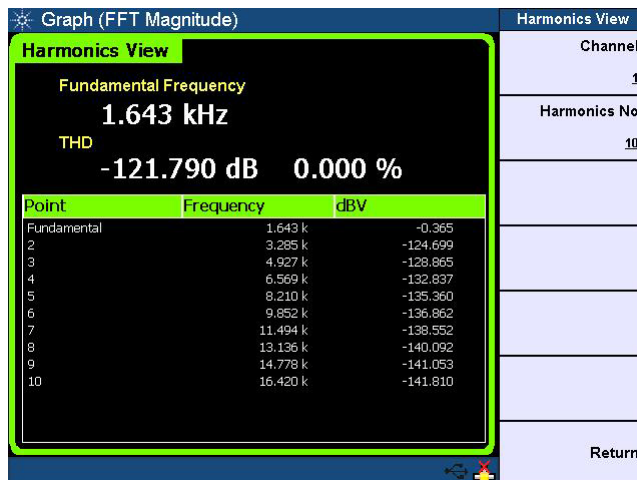 Graph (FFT Magnitude)
Harmonics View
Harmonics View
Fundamental Frequency
1.643 kHz
THD
-121.790 dB 0.000 %
Point Frequency dBV
Fundamental 1.643 k -0.365
2 3.285 k -124.699
3 4.927 k -128.865
4 6.569 k -132.837
5 8.210 k -135.360
6 9.852 k -136.862
7 11.494 k -138.552
8 13.136 k -140.092
9 14.778 k -141.053
10 16.420 k -141.810
Channel
1
Harmonics No
10
Return